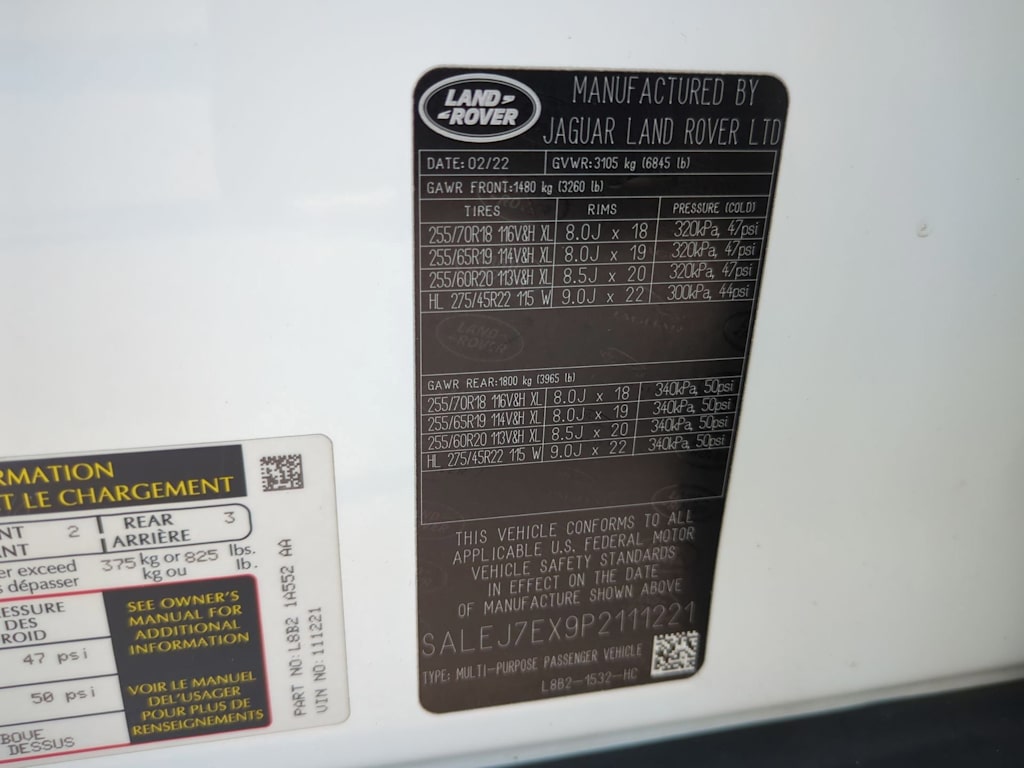 LAND
ROVER
MANUFACTURED BY
JAGUAR LAND ROVER LTD
DATE: 02/22 GVWR: 3105 kg (6845 lb)
GAWR FRONT: 1480 kg (3260 lb)
TIRES RIMS PRESSURE (COLD)
255/70R18 116V&H XL 8.0J x 18 320kPa, 47psi
255/65R19 114V&H XL 8.0J x 19 320kPa, 47psi
255/60R20 113V&H XL 8.5J x 20 320kPa, 47psi
HL 275/45R22 115 W 9.0J x 22 300kPa, 44psi
LAND
ROVER
GAWR REAR: 1800 kg (3965 lb)
255/70R18 116V&H XL 8.0J x 18 340kPa, 50psi
255/65R19 114V&H XL 8.0J x 19 340kPa, 50psi
255/60R20 113V&H XL 8.5J x 20 340kPa, 50psi
HL 275/45R22 115 W 9.0J x 22 340kPa, 50psi
THIS VEHICLE CONFORMS TO ALL
APPLICABLE U.S. FEDERAL MOTOR
VEHICLE SAFETY STANDARDS
IN EFFECT ON THE DATE
OF MANUFACTURE SHOWN ABOVE
SALEJ7EX9P2111221
TYPE: MULTI-PURPOSE PASSENGER VEHICLE
L8B2-1532-HC
RMATION
T LE CHARGEMENT
NT 2 REAR 3
ANT ARRIÈRE
er exceed 375 kg or 825 lbs.
s dépasser kg ou lb.
ESSURE
DES
ROID
47 psi
50 psi
BOUE
DESSUS
SEE OWNER'S
MANUAL FOR
ADDITIONAL
INFORMATION
VOIR LE MANUEL
DE L'USAGER
POUR PLUS DE
RENSEIGNEMENTS
PART NO: L8B2 1A552 AA
VIN NO: 111221